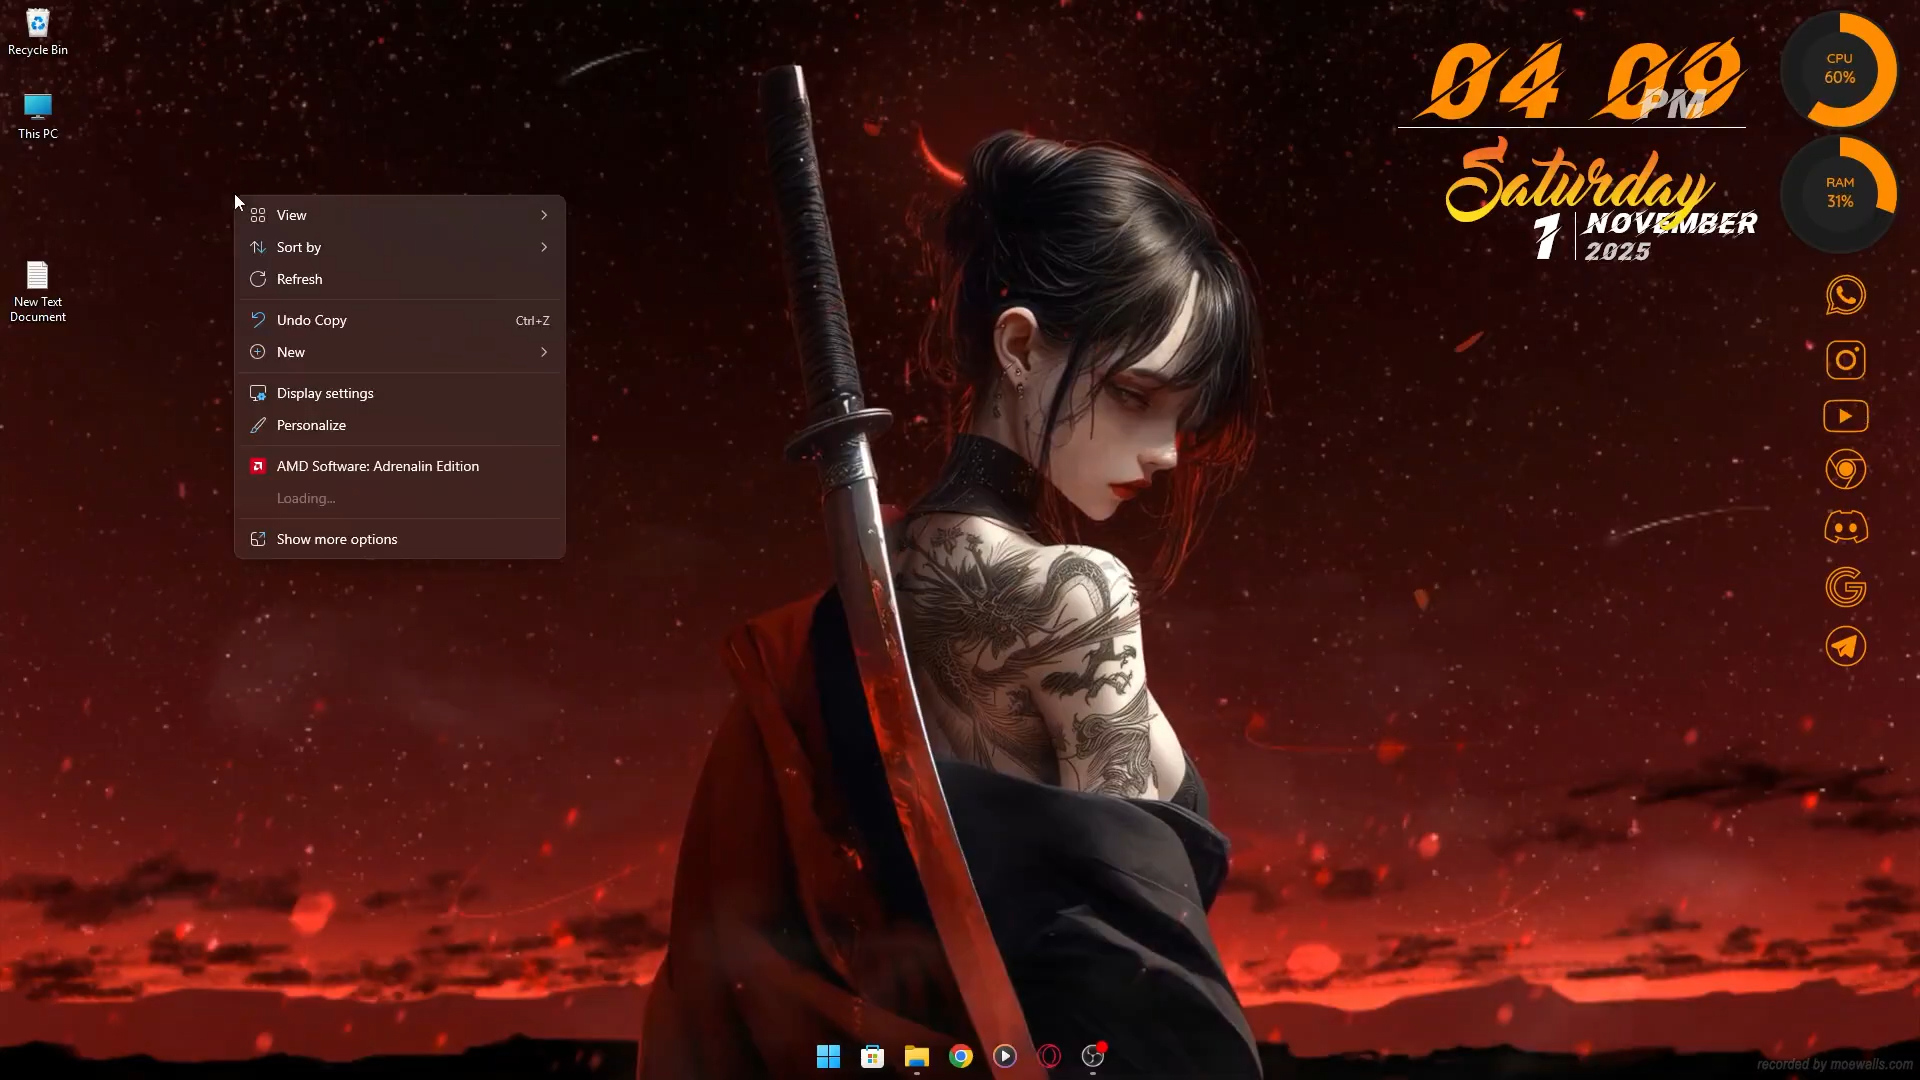 Recycle Bin
This PC
New Text
Document
View
Sort by
Refresh
Undo Copy Ctrl+Z
New
Display settings
Personalize
AMD Software: Adrenalin Edition
Loading...
Show more options
04 09
PM
Saturday
1 NOVEMBER
2025
CPU
60%
RAM
31%
recorded by moewalls.com